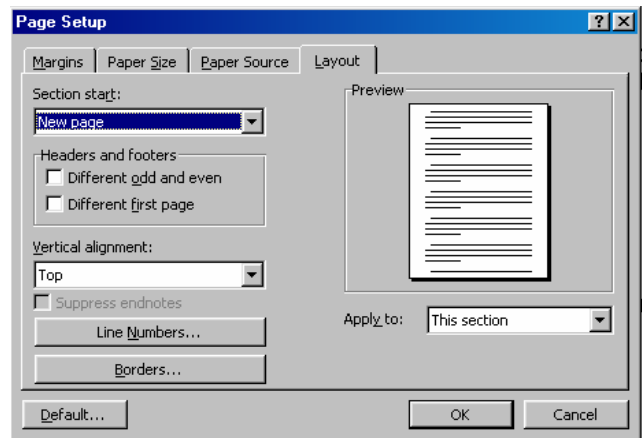 Page Setup
Margins Paper Size Paper Source Layout
Section start:
New page
Headers and footers
Different odd and even
Different first page
Vertical alignment:
Top
Suppress endnotes
Line Numbers...
Borders...
Preview
Apply to: This section
Default... OK Cancel